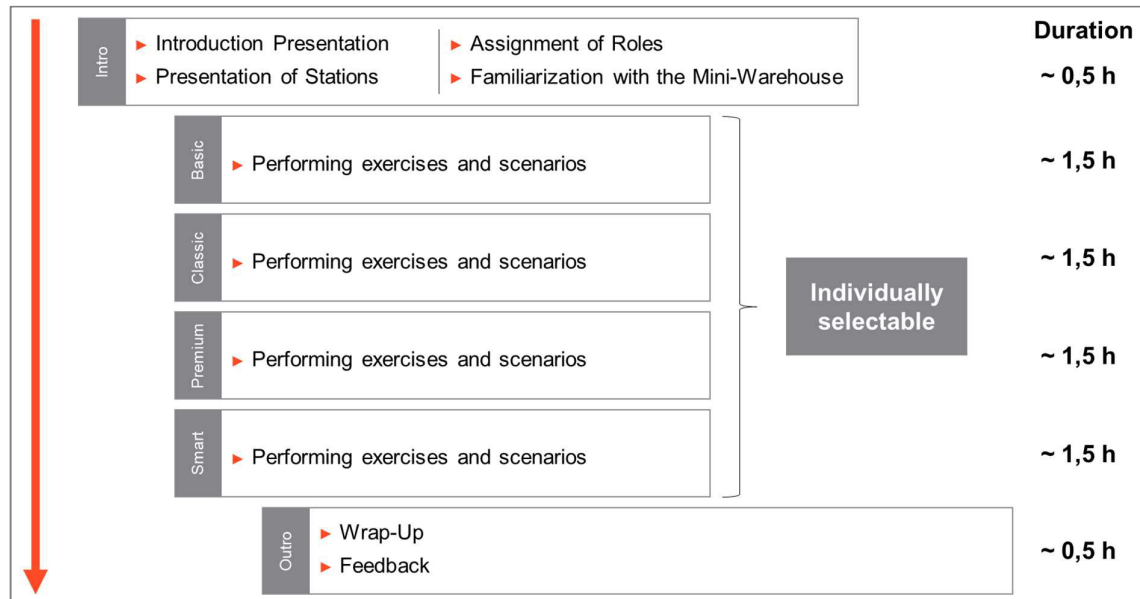 Duration
Intro
Introduction Presentation
Presentation of Stations
Assignment of Roles
Familiarization with the Mini-Warehouse
~ 0,5 h
Basic
Performing exercises and scenarios
~ 1,5 h
Classic
Performing exercises and scenarios
~ 1,5 h
Individually
selectable
Premium
Performing exercises and scenarios
~ 1,5 h
Smart
Performing exercises and scenarios
~ 1,5 h
Outro
Wrap-Up
Feedback
~ 0,5 h